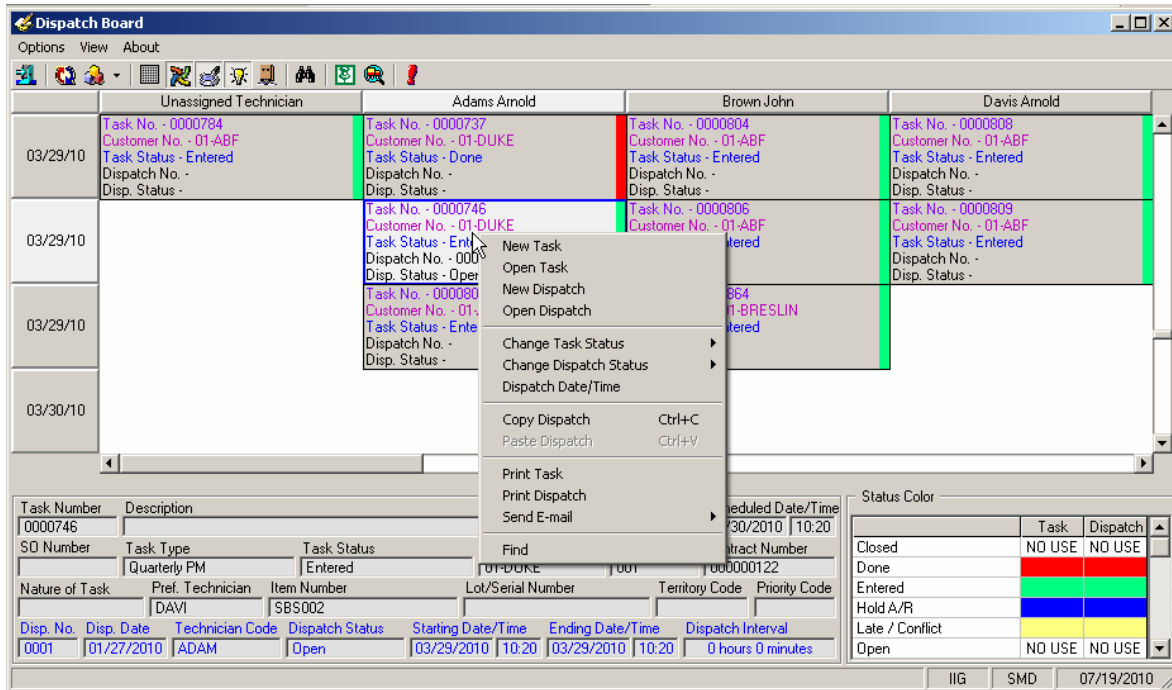 Dispatch Board
Options View About
Unassigned Technician Adams Arnold Brown John Davis Arnold
03/29/10
Task No. - 0000784
Customer No. - 01-ABF
Task Status - Entered
Dispatch No. -
Disp. Status -
Task No. - 0000737
Customer No. - 01-DUKE
Task Status - Done
Dispatch No. -
Disp. Status -
Task No. - 0000804
Customer No. - 01-ABF
Task Status - Entered
Dispatch No. -
Disp. Status -
Task No. - 0000808
Customer No. - 01-ABF
Task Status - Entered
Dispatch No. -
Disp. Status -
03/29/10
Task No. - 0000746
Customer No. - 01-DUKE
Task Status - Ent
Dispatch No. - 000
Disp. Status - Oper
Task No. - 0000806
Customer No. - 01-ABF
tered
Task No. - 0000809
Customer No. - 01-ABF
Task Status - Entered
Dispatch No. -
Disp. Status -
03/29/10
Task No. - 000080
Customer No. - 01-
Task Status - Ente
Dispatch No. -
Disp. Status -
864
01-BRESLIN
tered
03/30/10
New Task
Open Task
New Dispatch
Open Dispatch
Change Task Status
Change Dispatch Status
Dispatch Date/Time
Copy Dispatch Ctrl+C
Paste Dispatch Ctrl+V
Print Task
Print Dispatch
Send E-mail
Find
Task Number Description eduled Date/Time
0000746 /30/2010 10:20
SO Number Task Type Task Status tract Number
Quarterly PM Entered 01-DUKE 001 000000122
Nature of Task Pref. Technician Item Number Lot/Serial Number Territory Code Priority Code
DAVI SBS002
Disp. No. Disp. Date Technician Code Dispatch Status Starting Date/Time Ending Date/Time Dispatch Interval
0001 01/27/2010 ADAM Open 03/29/2010 10:20 03/29/2010 10:20 0 hours 0 minutes
Status Color
Task Dispatch
Closed NO USE NO USE
Done
Entered
Hold A/R
Late / Conflict
Open NO USE NO USE
IIG SMD 07/19/2010